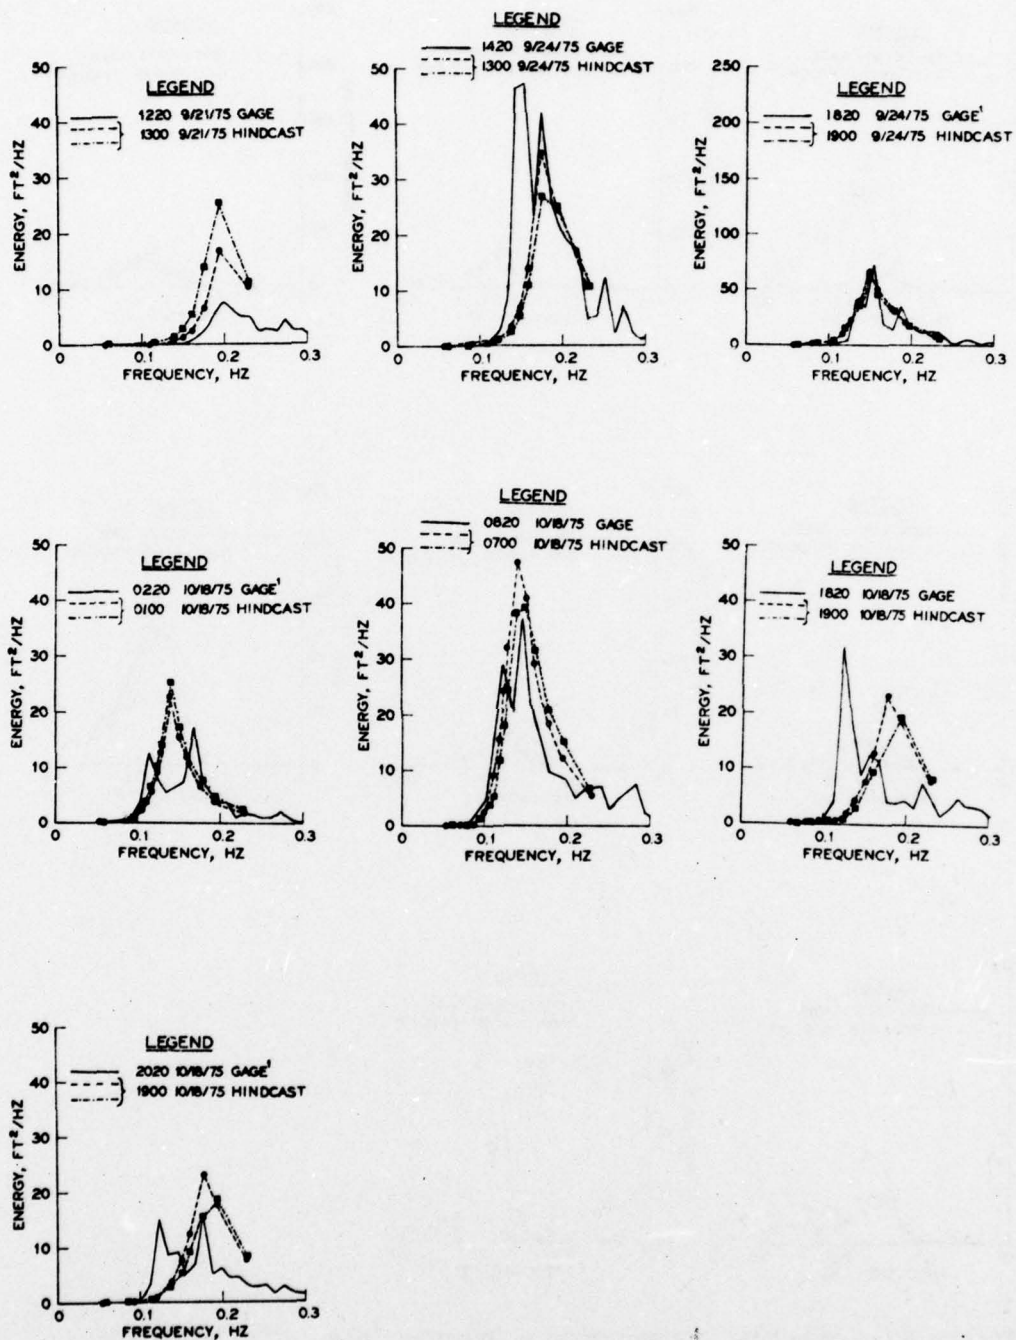 LEGEND
1220 9/21/75 GAGE
1300 9/21/75 HINDCAST
ENERGY, FT²/HZ
50
40
30
20
10
0
0 0.1 0.2 0.3
FREQUENCY, HZ
LEGEND
1420 9/24/75 GAGE
1300 9/24/75 HINDCAST
ENERGY, FT²/HZ
50
40
30
20
10
0
0 0.1 0.2 0.3
FREQUENCY, HZ
LEGEND
1820 9/24/75 GAGE¹
1900 9/24/75 HINDCAST
ENERGY, FT²/HZ
250
200
150
100
50
0
0 0.1 0.2 0.3
FREQUENCY, HZ
LEGEND
0220 10/18/75 GAGE¹
0100 10/18/75 HINDCAST
ENERGY, FT²/HZ
50
40
30
20
10
0
0 0.1 0.2 0.3
FREQUENCY, HZ
LEGEND
0820 10/18/75 GAGE
0700 10/18/75 HINDCAST
ENERGY, FT²/HZ
50
40
30
20
10
0
0 0.1 0.2 0.3
FREQUENCY, HZ
LEGEND
1820 10/18/75 GAGE
1900 10/18/75 HINDCAST
ENERGY, FT²/HZ
50
40
30
20
10
0
0 0.1 0.2 0.3
FREQUENCY, HZ
LEGEND
2020 10/18/75 GAGE¹
1900 10/18/75 HINDCAST
ENERGY, FT²/HZ
50
40
30
20
10
0
0 0.1 0.2 0.3
FREQUENCY, HZ